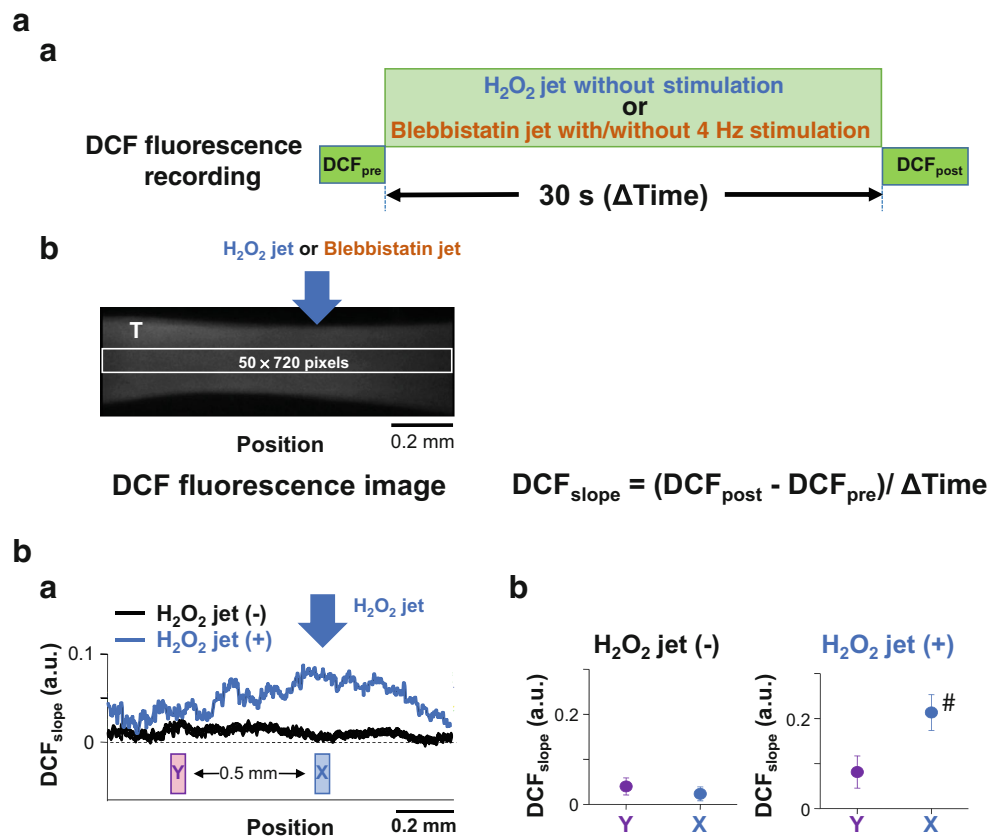 a
a
H₂O₂ jet without stimulation
or
Blebbistatin jet with/without 4 Hz stimulation
DCF fluorescence
recording
DCFpre
DCFpost
30 s (ΔTime)
b
H₂O₂ jet or Blebbistatin jet
T
50 × 720 pixels
Position
0.2 mm
DCF fluorescence image
DCFslope = (DCFpost - DCFpre)/ ΔTime
b
a
H₂O₂ jet (-)
H₂O₂ jet (+)
H₂O₂ jet
DCFslope (a.u.)
0.1
0
Y
0.5 mm
X
Position
0.2 mm
b
H₂O₂ jet (-)
DCFslope (a.u.)
0.2
0
Y X
H₂O₂ jet (+)
DCFslope (a.u.)
0.2
0
#
Y X